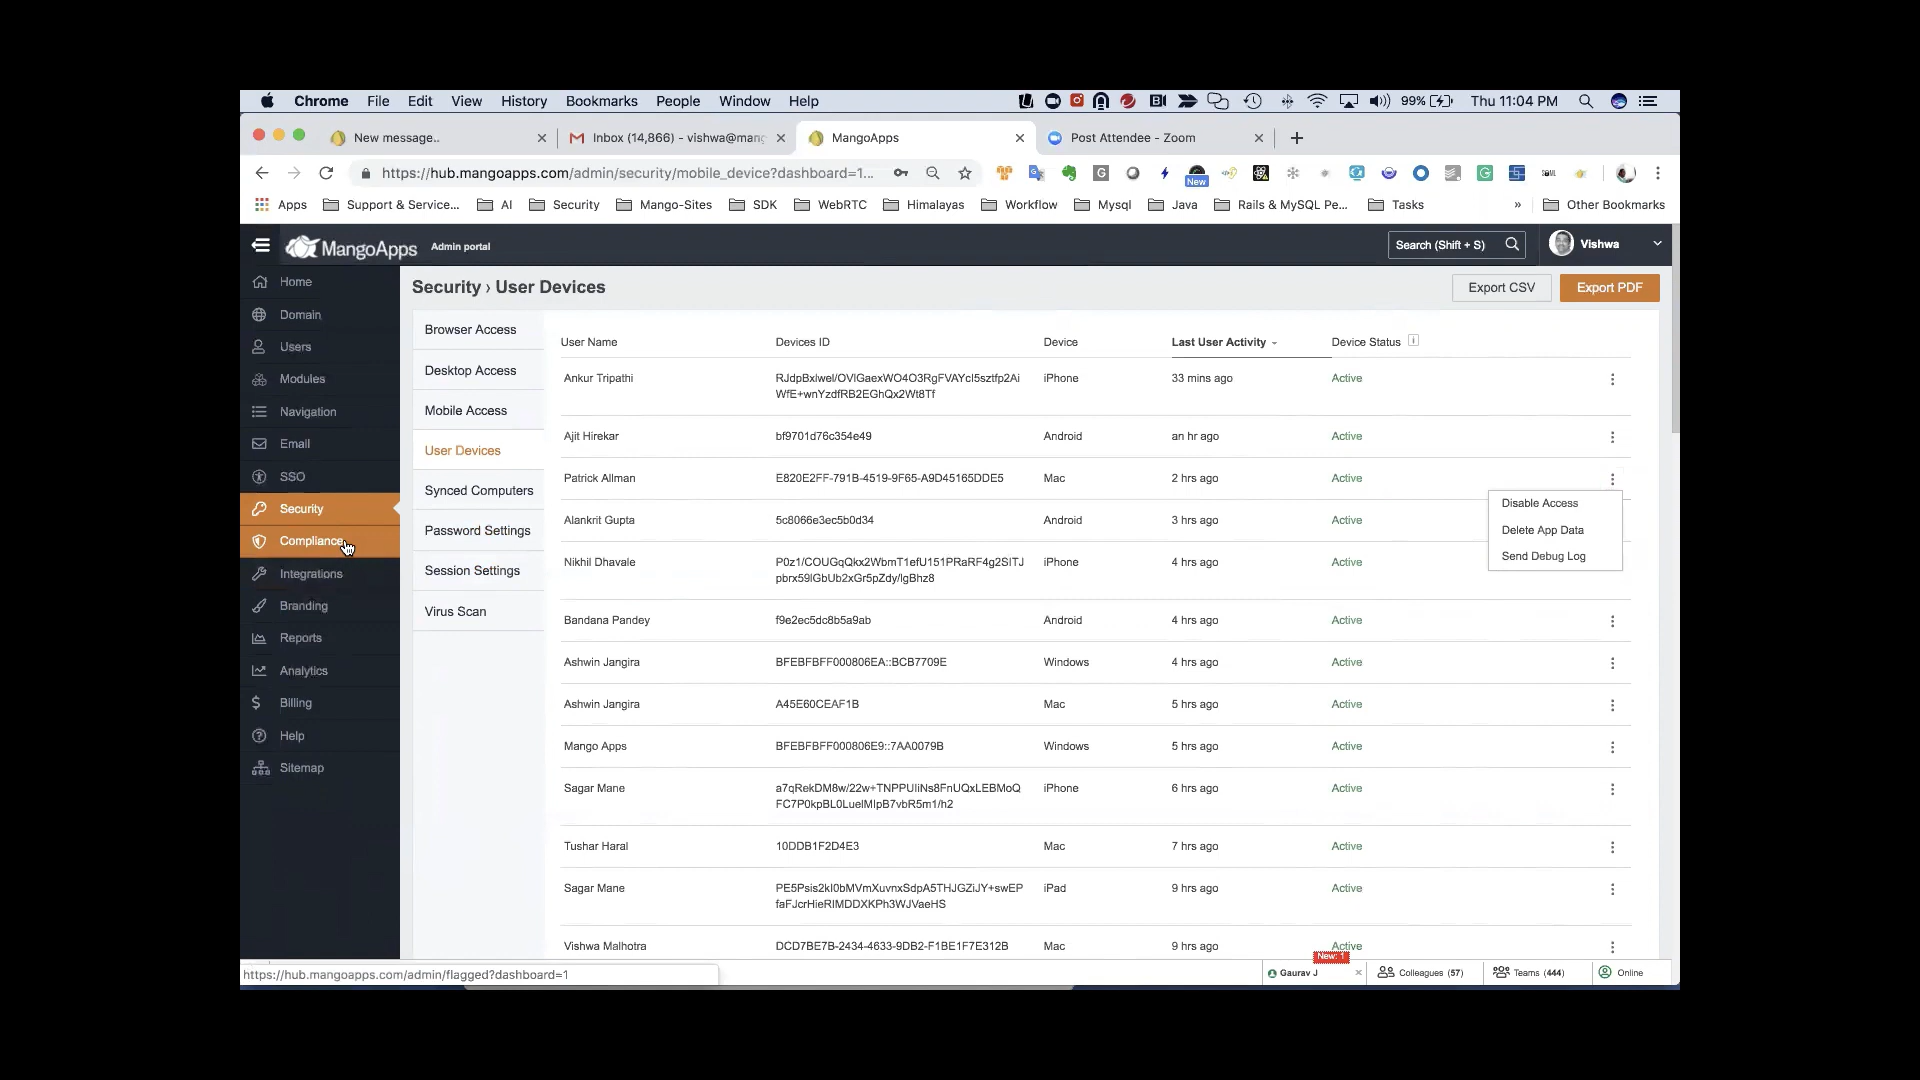 Chrome File Edit View History Bookmarks People Window Help 99% Thu 11:04 PM
New message.. Inbox (14,866) - vishwa@mang MangoApps Post Attendee - Zoom
https://hub.mangoapps.com/admin/security/mobile_device?dashboard=1... New
Apps Support & Service... AI Security Mango-Sites SDK WebRTC Himalayas Workflow Mysql Java Rails & MySQL Pe... Tasks » Other Bookmarks
MangoApps Admin portal Search (Shift + S) Vishwa
Home
Domain
Users
Modules
Navigation
Email
SSO
Security
Compliance
Integrations
Branding
Reports
Analytics
Billing
Help
Sitemap
Security › User Devices Export CSV Export PDF
Browser Access
Desktop Access
Mobile Access
User Devices
Synced Computers
Password Settings
Session Settings
Virus Scan
User Name Devices ID Device Last User Activity Device Status
Ankur Tripathi RJdpBxlwel/OVlGaexWO4O3RgFVAYcl5sztfp2Ai iPhone 33 mins ago Active
WfE+wnYzdfRB2EGhQx2Wt8Tf
Ajit Hirekar bf9701d76c354e49 Android an hr ago Active
Patrick Allman E820E2FF-791B-4519-9F65-A9D45165DDE5 Mac 2 hrs ago Active
Disable Access
Delete App Data
Send Debug Log
Alankrit Gupta 5c8066e3ec5b0d34 Android 3 hrs ago Active
Nikhil Dhavale P0z1/COUGqQkx2WbmT1efU151PRaRF4g2SITJ iPhone 4 hrs ago Active
pbrx59lGbUb2xGr5pZdy/lgBhz8
Bandana Pandey f9e2ec5dc8b5a9ab Android 4 hrs ago Active
Ashwin Jangira BFEBFBFF000806EA::BCB7709E Windows 4 hrs ago Active
Ashwin Jangira A45E60CEAF1B Mac 5 hrs ago Active
Mango Apps BFEBFBFF000806E9::7AA0079B Windows 5 hrs ago Active
Sagar Mane a7qRekDM8w/22w+TNPPUIiNs8FnUQxLEBMoQ iPhone 6 hrs ago Active
FC7P0kpBL0LuelMlpB7vbR5m1/h2
Tushar Haral 10DDB1F2D4E3 Mac 7 hrs ago Active
Sagar Mane PE5Psis2kI0bMVmXuvnxSdpA5THJGZiJY+swEP iPad 9 hrs ago Active
faFJcrHieRIMDDXKPh3WJVaeHS
Vishwa Malhotra DCD7BE7B-2434-4633-9DB2-F1BE1F7E312B Mac 9 hrs ago Active
New: 1
https://hub.mangoapps.com/admin/flagged?dashboard=1 Gaurav J Colleagues (57) Teams (444) Online